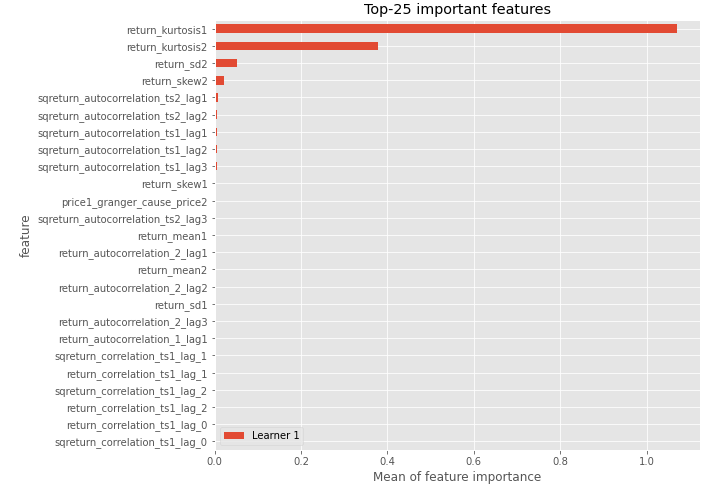 Top-25 important features
return_kurtosis1
return_kurtosis2
return_sd2
return_skew2
sqreturn_autocorrelation_ts2_lag1
sqreturn_autocorrelation_ts2_lag2
sqreturn_autocorrelation_ts1_lag1
sqreturn_autocorrelation_ts1_lag2
sqreturn_autocorrelation_ts1_lag3
return_skew1
price1_granger_cause_price2
sqreturn_autocorrelation_ts2_lag3
return_mean1
return_autocorrelation_2_lag1
return_mean2
return_autocorrelation_2_lag2
return_sd1
return_autocorrelation_2_lag3
return_autocorrelation_1_lag1
sqreturn_correlation_ts1_lag_1
return_correlation_ts1_lag_1
sqreturn_correlation_ts1_lag_2
return_correlation_ts1_lag_2
return_correlation_ts1_lag_0
sqreturn_correlation_ts1_lag_0
feature
Learner 1
0.0 0.2 0.4 0.6 0.8 1.0
Mean of feature importance